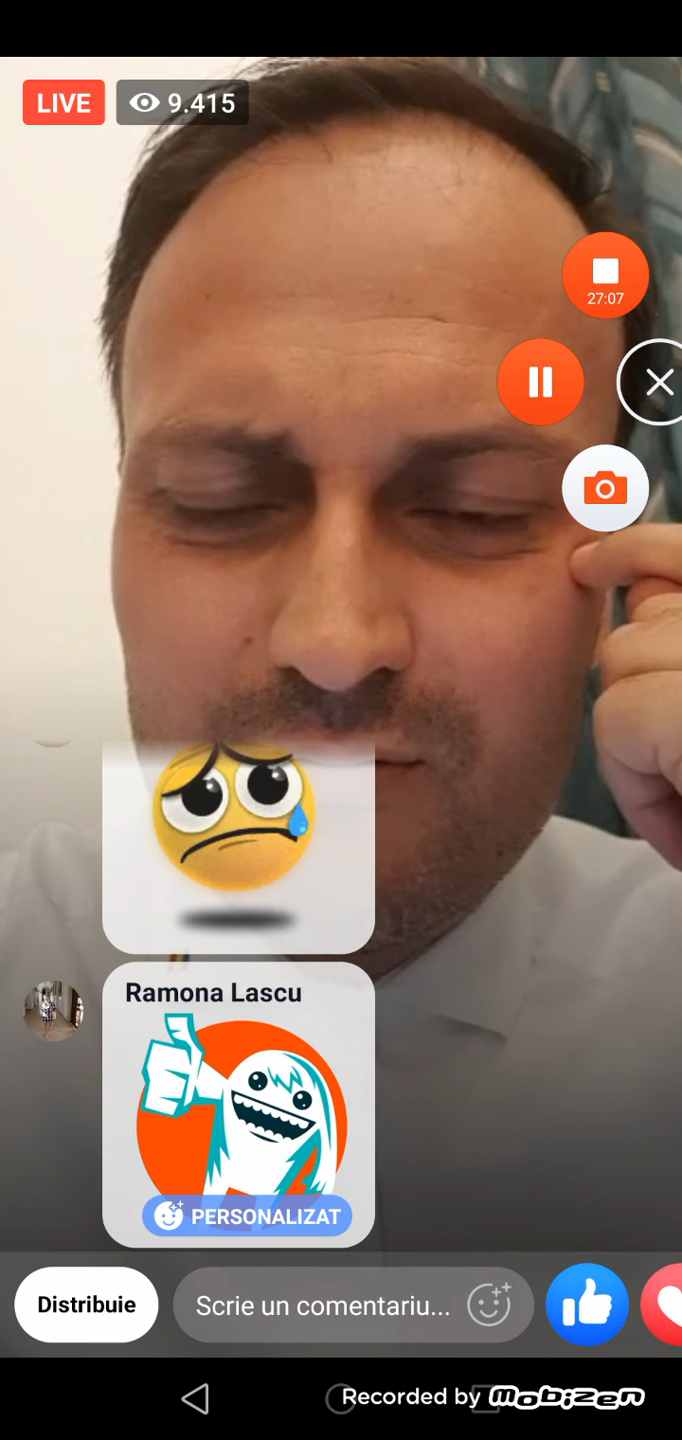 LIVE
9.415
27:07
Ramona Lascu
PERSONALIZAT
Distribuie
Scrie un comentariu...
Recorded by mobizen